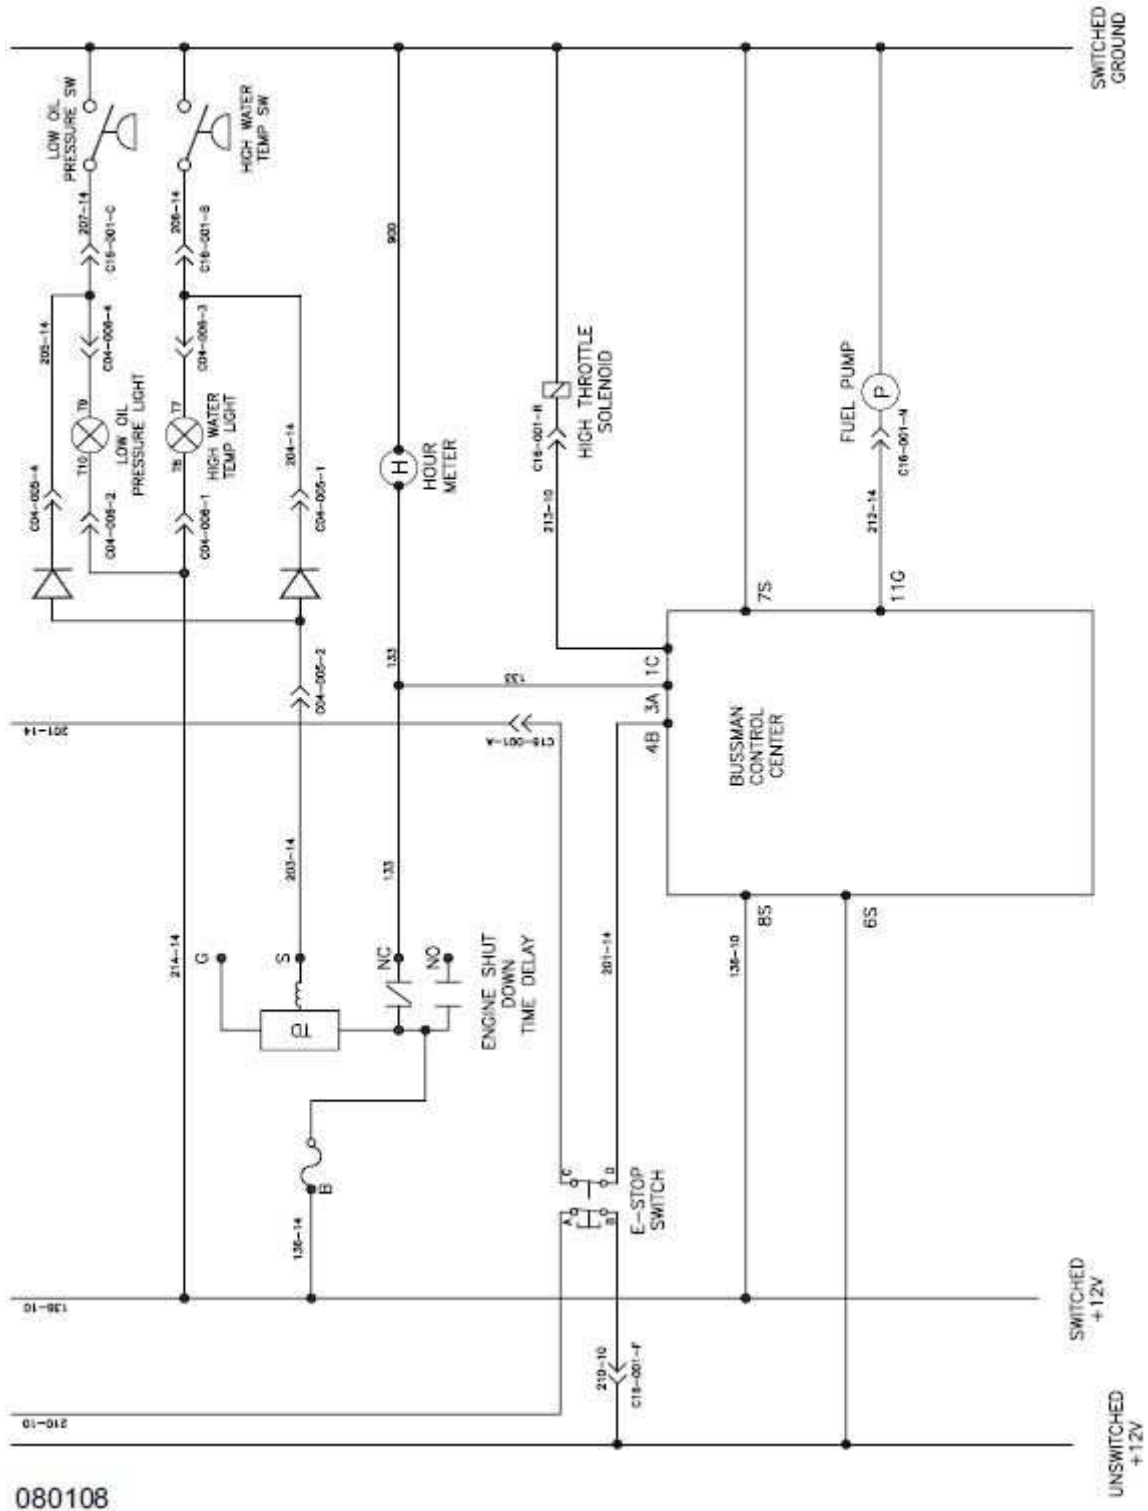 SWITCHED
GROUND
LOW OIL
PRESSURE SW
HIGH WATER
TEMP SW
207-14
C16-001-C
206-14
C16-001-B
900
205-14
C04-006-4
C04-006-3
C04-005-4
T10
T9
LOW OIL
PRESSURE LIGHT
C04-006-2
T8
T7
HIGH WATER
TEMP LIGHT
C04-006-1
204-14
C04-005-1
H
HOUR
METER
C16-001-R
HIGH THROTTLE
SOLENOID
213-10
FUEL PUMP
P
C16-001-N
212-14
7S
11G
C04-005-2
133
133
1C
3A
4B
201-14
C16-001-A
BUSSMAN
CONTROL
CENTER
203-14
133
8S
6S
214-14
G
S
NC
NO
TD
ENGINE SHUT
DOWN
TIME DELAY
201-14
136-10
B
136-14
C
D
A
B
E-STOP
SWITCH
136-10
SWITCHED
+12V
210-10
C16-001-F
210-10
UNSWITCHED
+12V
080108